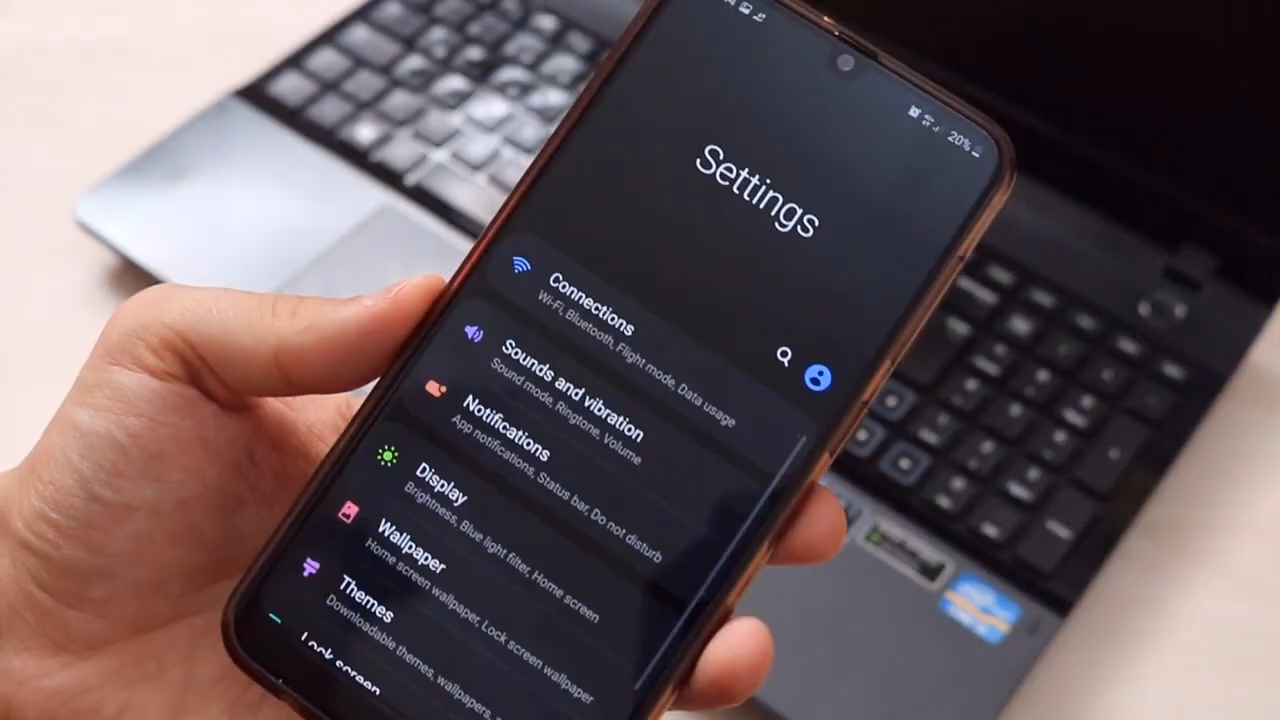 20%
Settings
Connections
Wi-Fi, Bluetooth, Flight mode, Data usage
Sounds and vibration
Sound mode, Ringtone, Volume
Notifications
App notifications, Status bar, Do not disturb
Display
Brightness, Blue light filter, Home screen
Wallpaper
Home screen wallpaper, Lock screen wallpaper
Themes
Downloadable themes, wallpapers, a
Lock screen